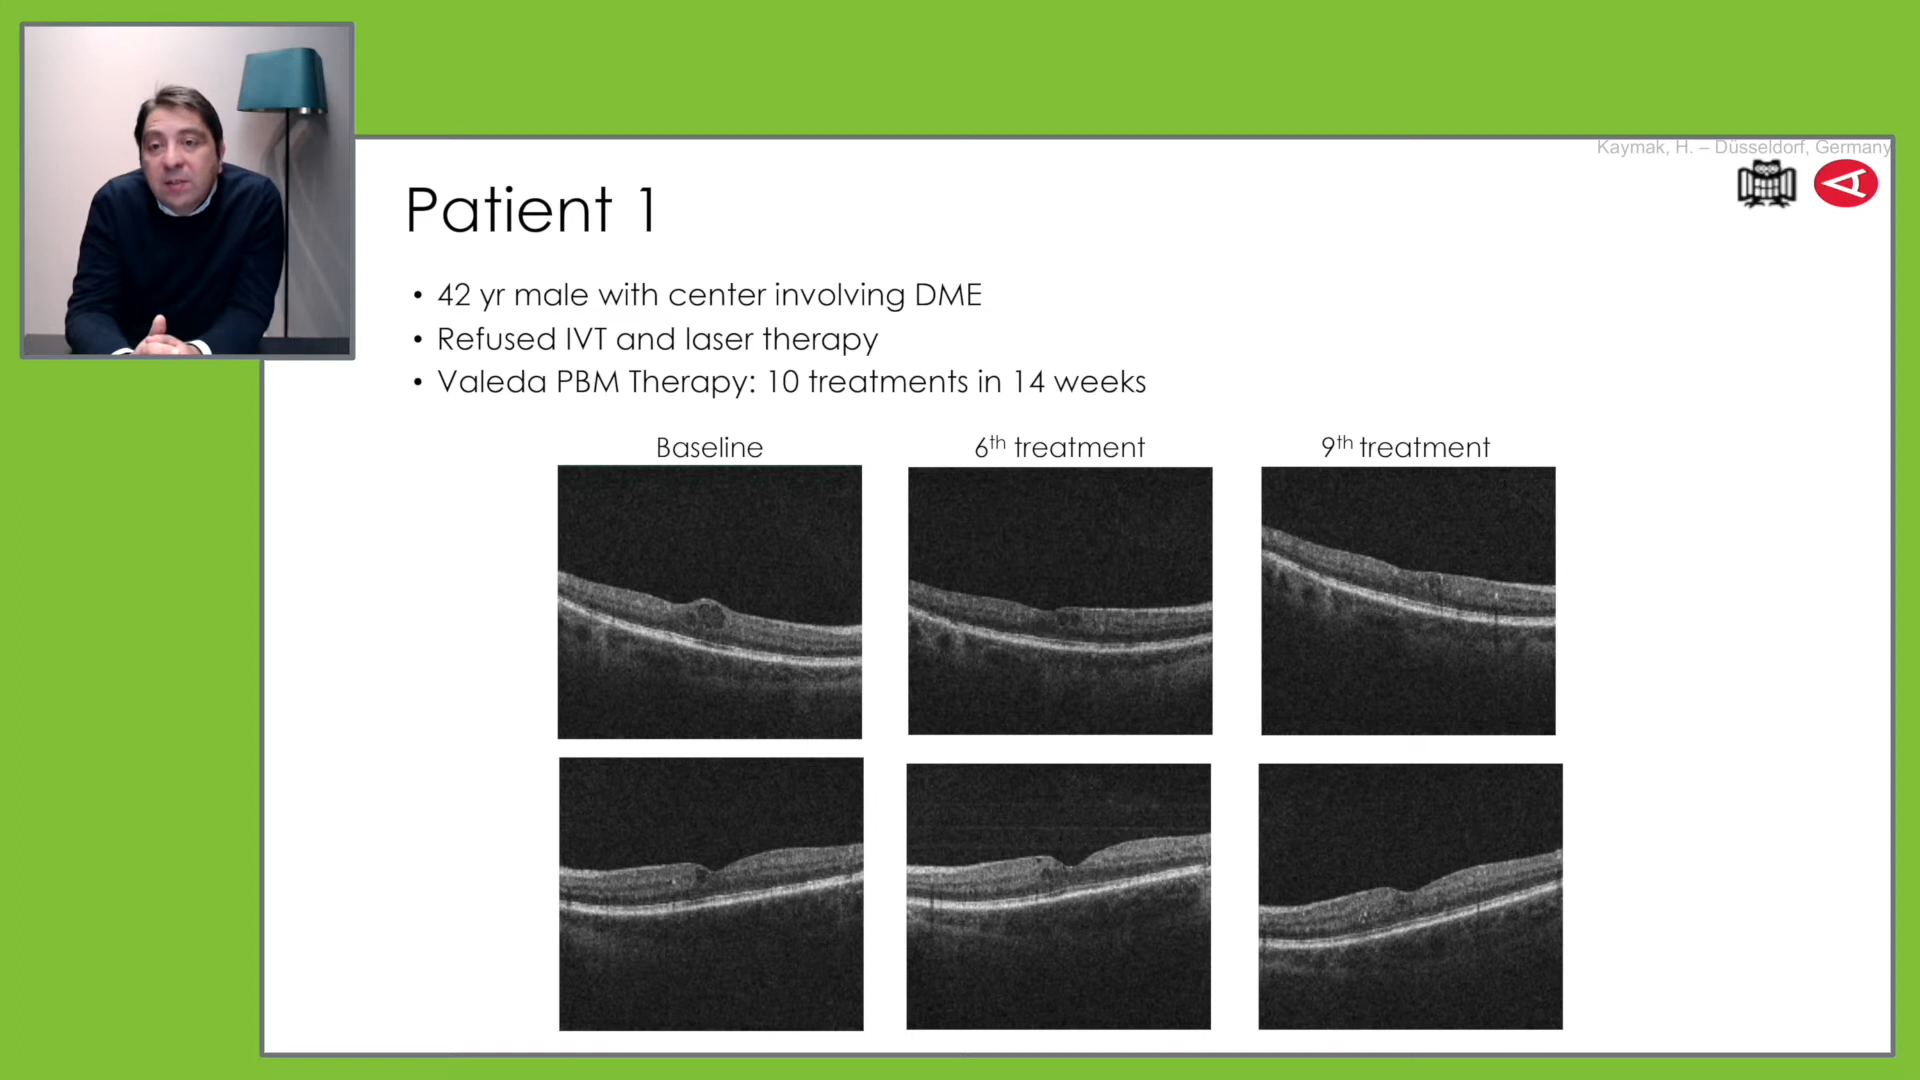 Kaymak, H. – Düsseldorf, Germany
Patient 1
• 42 yr male with center involving DME
• Refused IVT and laser therapy
• Valeda PBM Therapy: 10 treatments in 14 weeks
Baseline
6th treatment
9th treatment